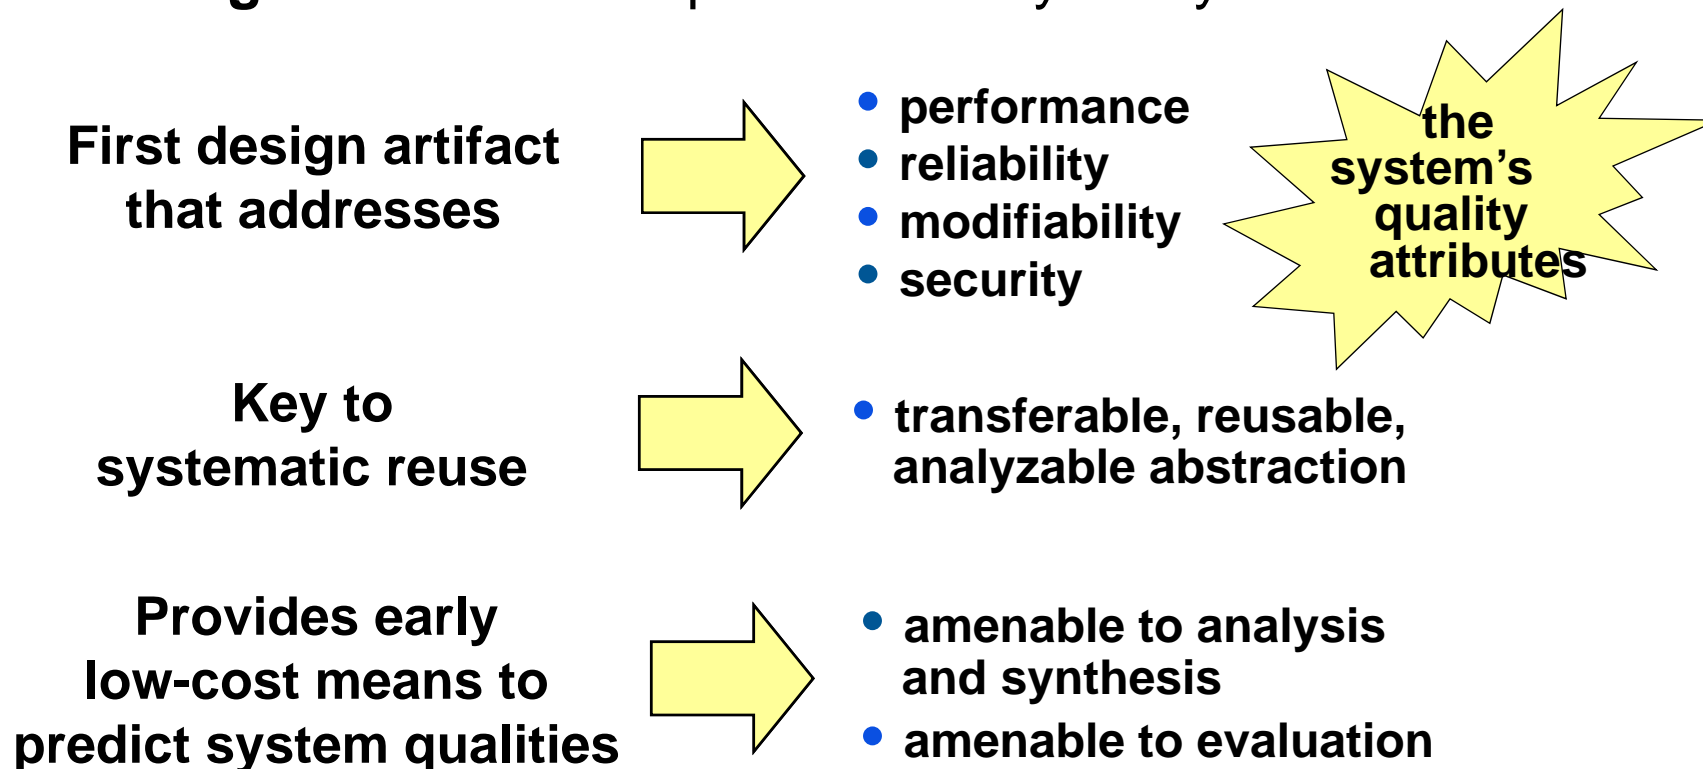 First design artifact
that addresses
• performance
• reliability
• modifiability
• security
the
system’s
quality
attributes
Key to
systematic reuse
• transferable, reusable,
analyzable abstraction
Provides early
low-cost means to
predict system qualities
• amenable to analysis
and synthesis
• amenable to evaluation